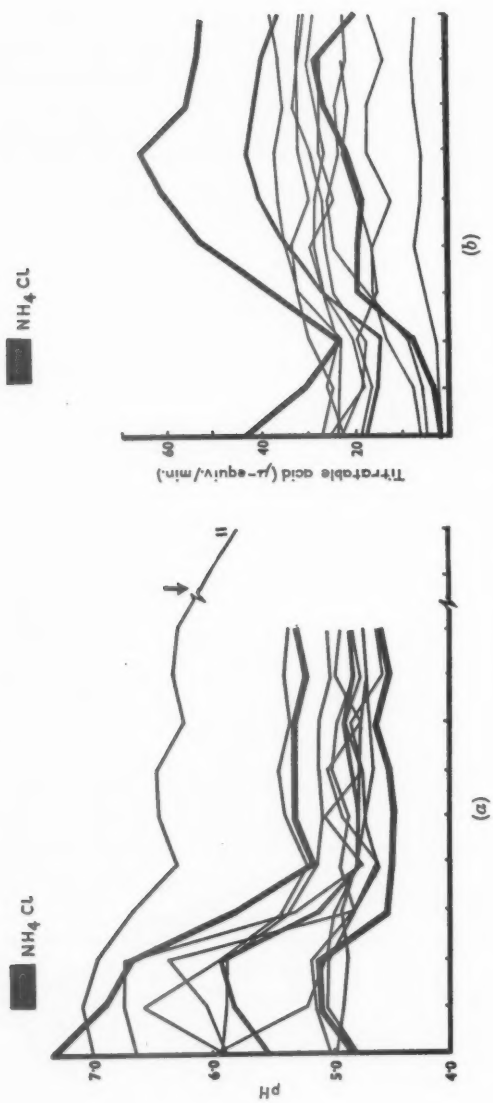 NH₄ Cl
pH
7·0
6·0
5·0
4·0
(a)
NH₄ Cl
Titratable acid (μ-equiv./min.)
60
40
20
(b)